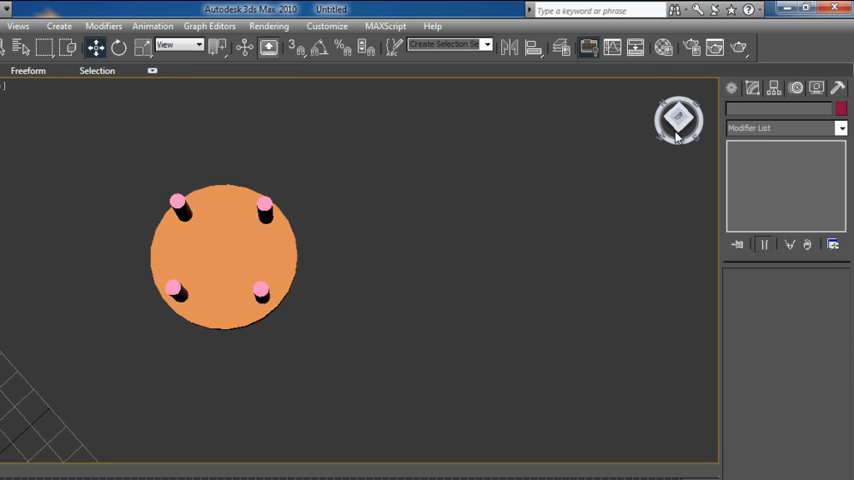 Autodesk 3ds Max 2010 Untitled
Type a keyword or phrase
Views Create Modifiers Animation Graph Editors Rendering Customize MAXScript Help
View
Create Selection Se
Freeform Selection
]
TOP
Modifier List